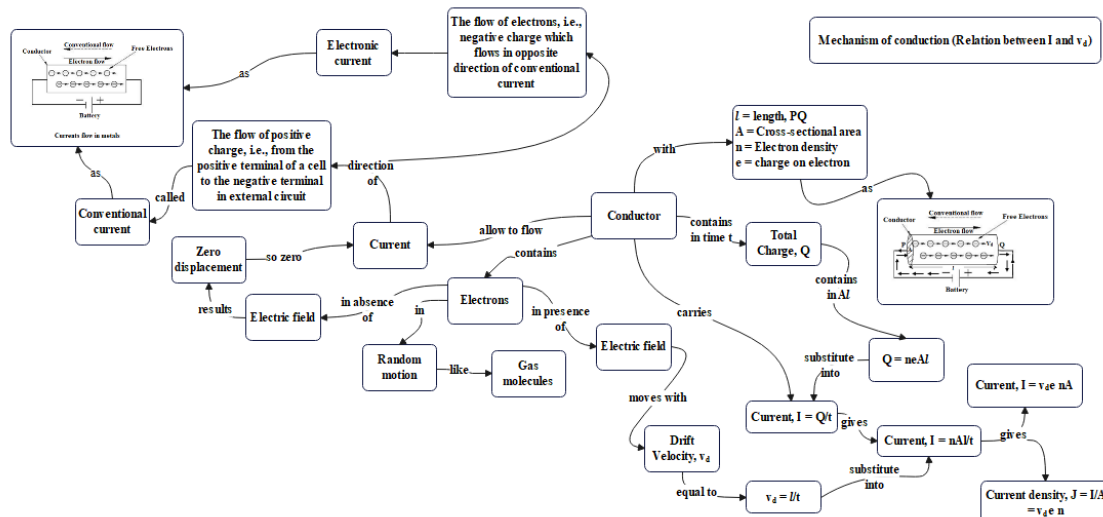 Mechanism of conduction (Relation between I and v_d)
Conventional flow
Conductor
Free Electrons
Electron flow
Battery
Currents flow in metals
as
Electronic
current
The flow of electrons, i.e.,
negative charge which
flows in opposite
direction of conventional
current
The flow of positive
charge, i.e., from the
positive terminal of a cell
to the negative terminal
in external circuit
direction
of
called
as
Conventional
current
Current
Zero
displacement
so zero
results
Electric field
in absence
of
Electrons
in
Random
motion
like
Gas
molecules
in presence
of
Electric field
moves with
Drift
Velocity, v_d
equal to
v_d = l/t
substitute
into
Conductor
allow to flow
contains
with
l = length, PQ
A = Cross-sectional area
n = Electron density
e = charge on electron
as
Conventional flow
Conductor
Free Electrons
Electron flow
P
V_d
Q
l
Battery
contains
in time t
Total
Charge, Q
contains
in Al
Q = neAl
substitute
into
carries
Current, I = Q/t
gives
Current, I = nAl/t
gives
Current, I = v_de nA
Current density, J = I/A
= v_de n